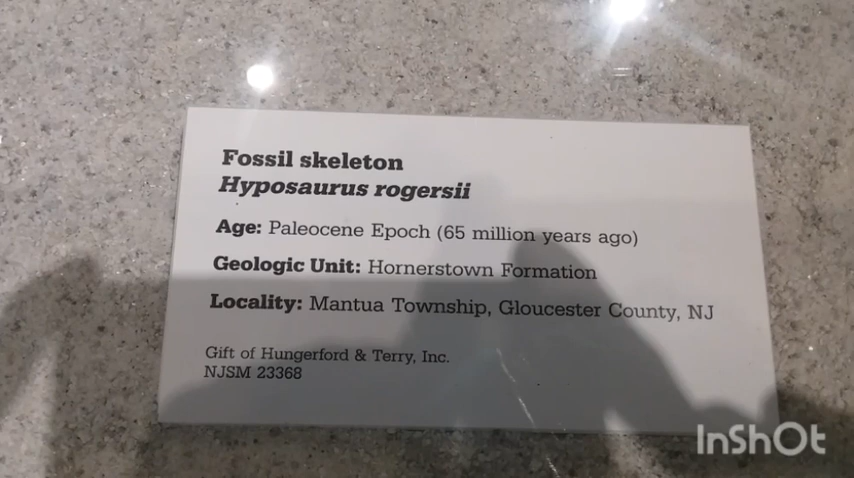 Fossil skeleton
Hyposaurus rogersii
Age: Paleocene Epoch (65 million years ago)
Geologic Unit: Hornerstown Formation
Locality: Mantua Township, Gloucester County, NJ
Gift of Hungerford & Terry, Inc.
NJSM 23368
InShOt